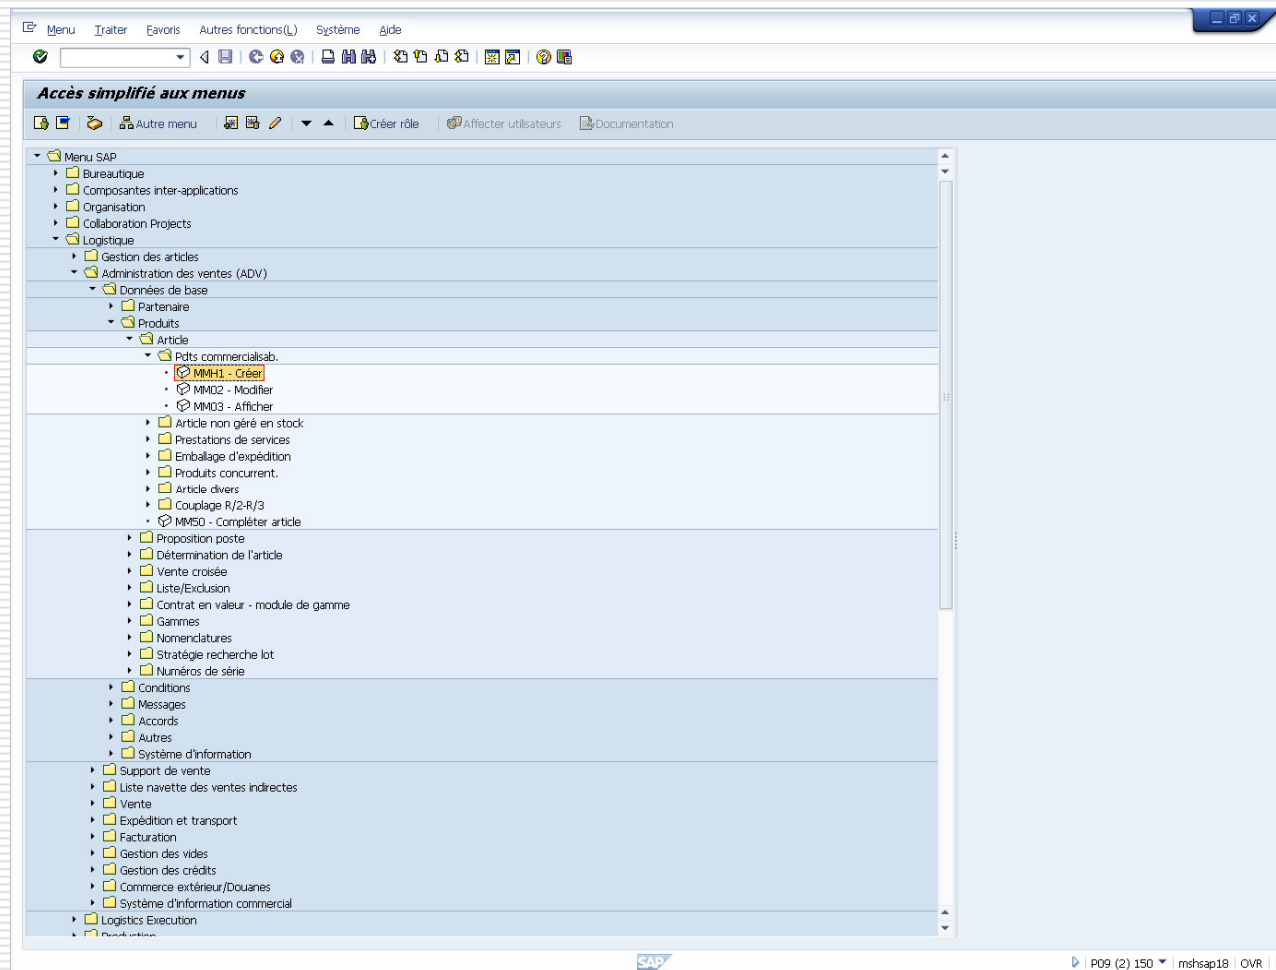 Menu Traiter Favoris Autres fonctions(L) Système Aide
Accès simplifié aux menus
Autre menu Créer rôle Affecter utilisateurs Documentation
Menu SAP
Bureautique
Composantes inter-applications
Organisation
Collaboration Projects
Logistique
Gestion des articles
Administration des ventes (ADV)
Données de base
Partenaire
Produits
Article
Pdts commercialisab.
MMH1 - Créer
MM02 - Modifier
MM03 - Afficher
Article non géré en stock
Prestations de services
Emballage d'expédition
Produits concurrent.
Article divers
Couplage R/2-R/3
MM50 - Compléter article
Proposition poste
Détermination de l'article
Vente croisée
Liste/Exclusion
Contrat en valeur - module de gamme
Gammes
Nomenclatures
Stratégie recherche lot
Numéros de série
Conditions
Messages
Accords
Autres
Système d'information
Support de vente
Liste navette des ventes indirectes
Vente
Expédition et transport
Facturation
Gestion des vides
Gestion des crédits
Commerce extérieur/Douanes
Système d'information commercial
Logistics Execution
Production
SAP P09 (2) 150 mshsap18 OVR